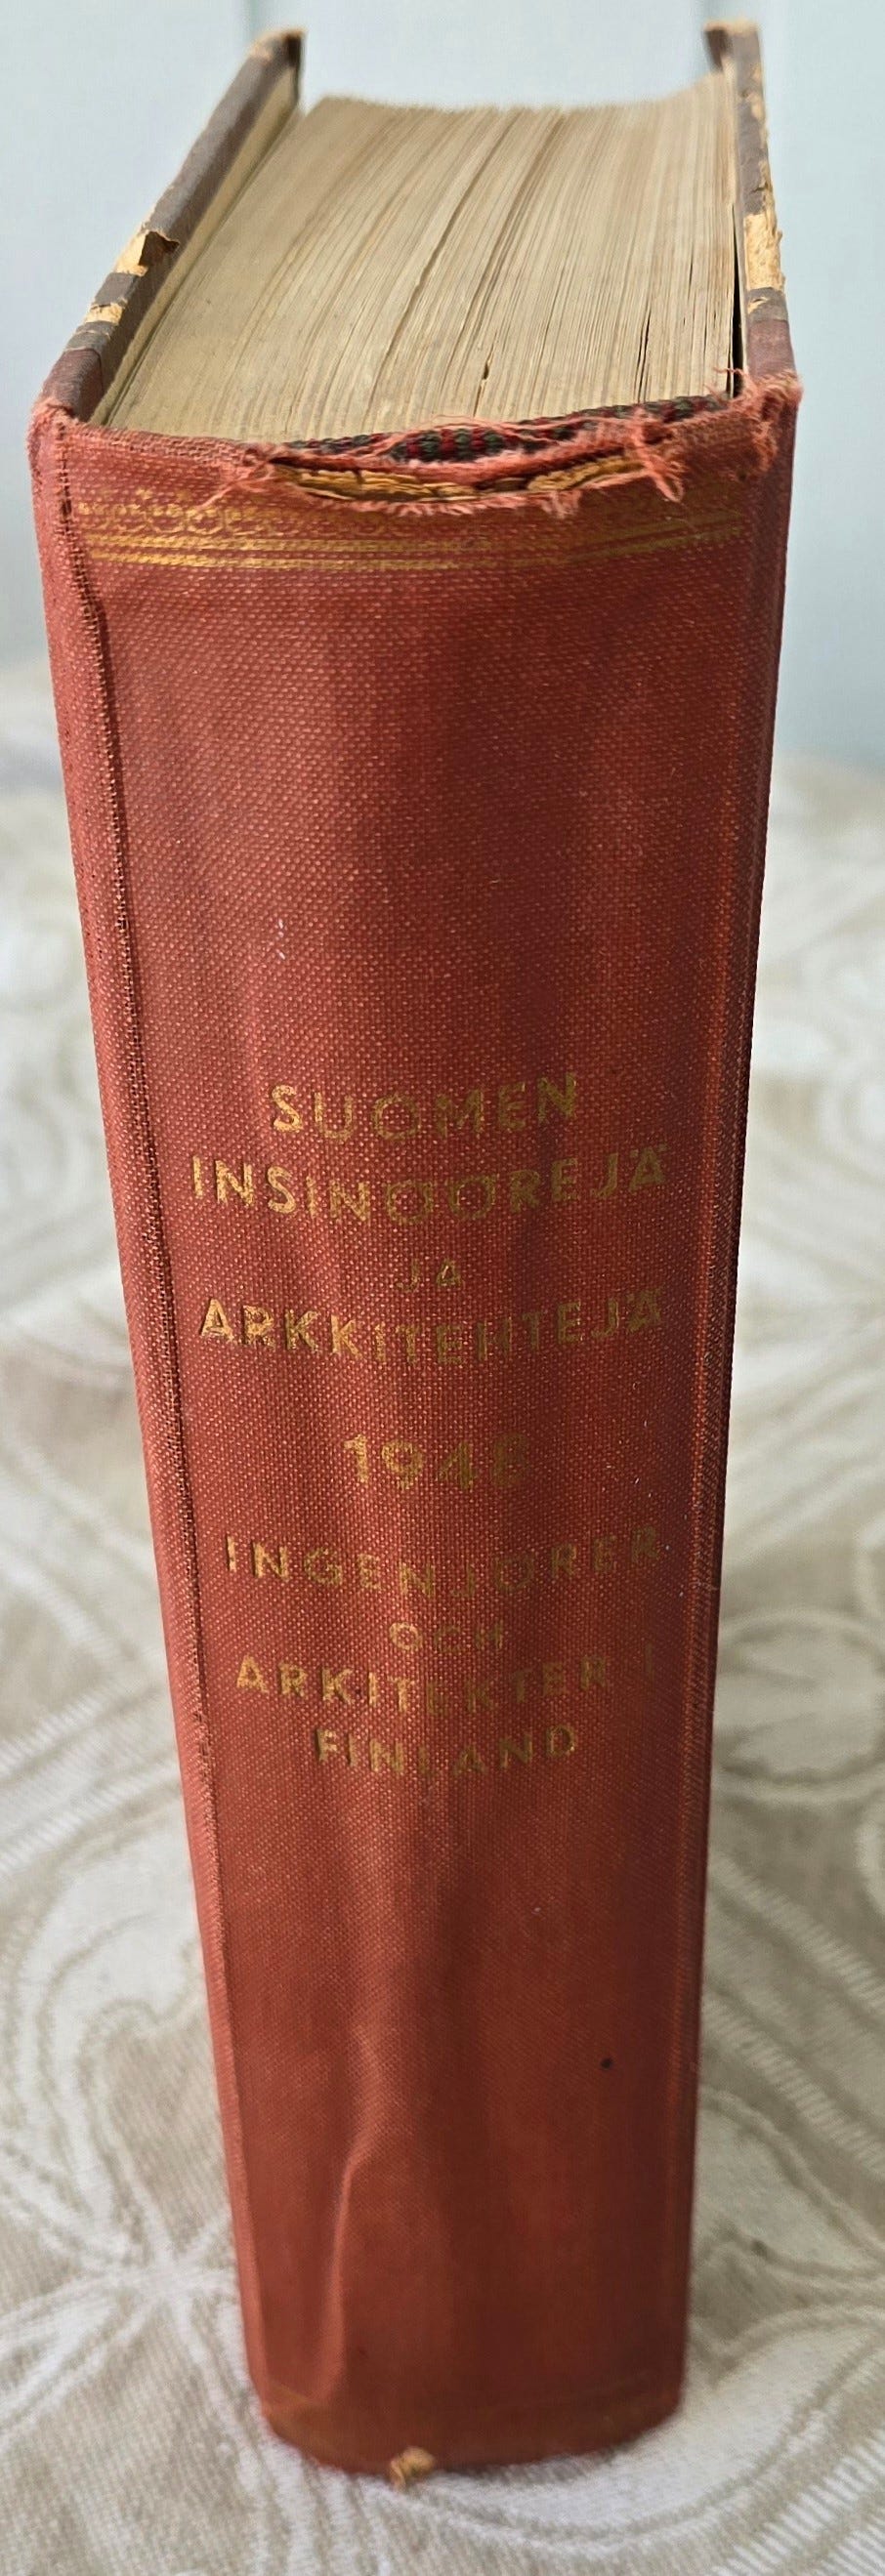 SUOMEN
INSINÖÖREJÄ
JA
ARKKITEHTEJÄ
1948
INGENJÖRER
OCH
ARKITEKTER I
FINLAND